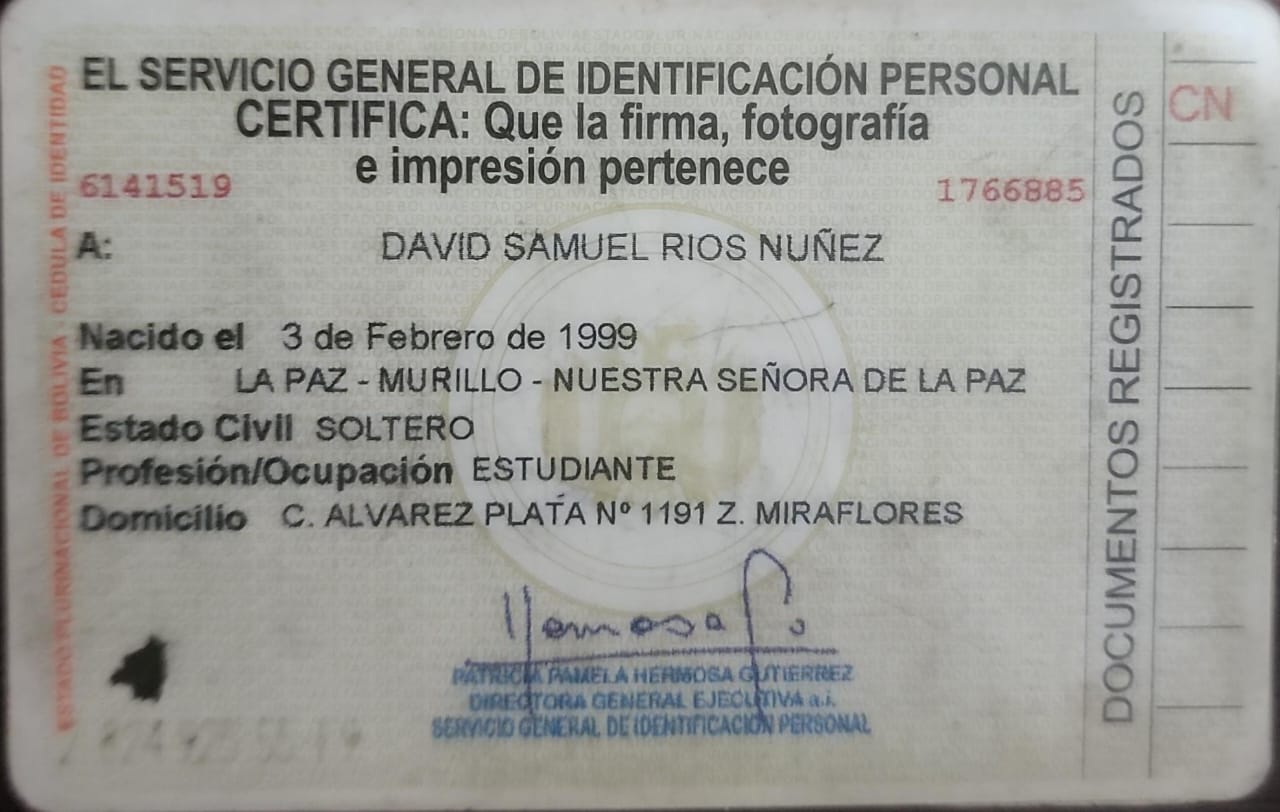 EL SERVICIO GENERAL DE IDENTIFICACIÓN PERSONAL
CERTIFICA: Que la firma, fotografía
e impresión pertenece
6141519
1766885
A: DAVID SAMUEL RIOS NUÑEZ
Nacido el 3 de Febrero de 1999
En LA PAZ - MURILLO - NUESTRA SEÑORA DE LA PAZ
Estado Civil SOLTERO
Profesión/Ocupación ESTUDIANTE
Domicilio C. ALVAREZ PLATA Nº 1191 Z. MIRAFLORES
Hermosa
PATRICIA PAMELA HERMOSA GUTIERREZ
DIRECTORA GENERAL EJECUTIVA a.i.
SERVICIO GENERAL DE IDENTIFICACIÓN PERSONAL
ESTADO PLURINACIONAL DE BOLIVIA - CEDULA DE IDENTIDAD
DOCUMENTOS REGISTRADOS
CN